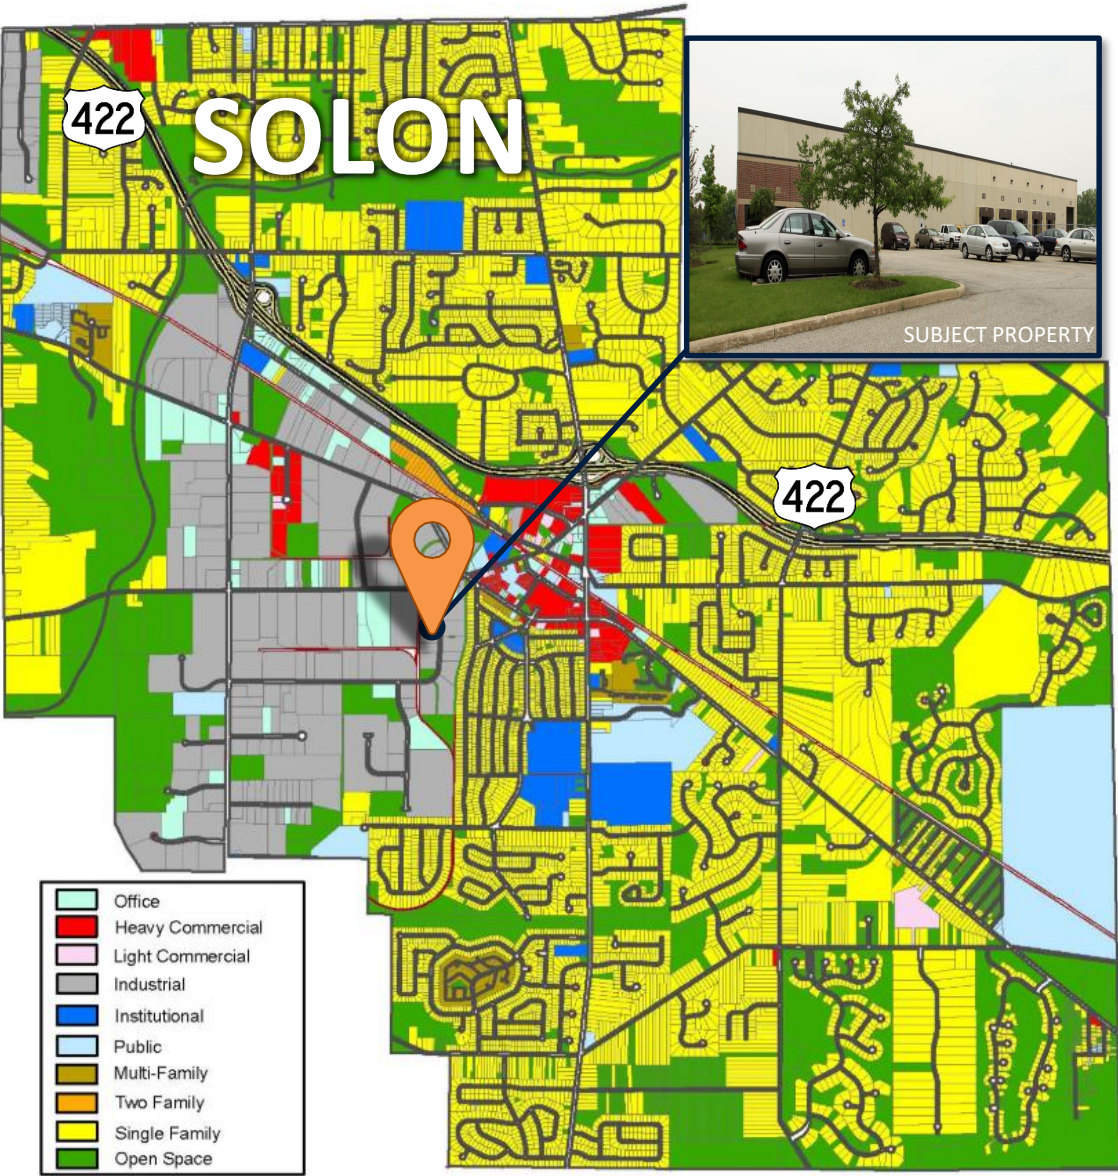 422
SOLON
SUBJECT PROPERTY
422
Office
Heavy Commercial
Light Commercial
Industrial
Institutional
Public
Multi-Family
Two Family
Single Family
Open Space